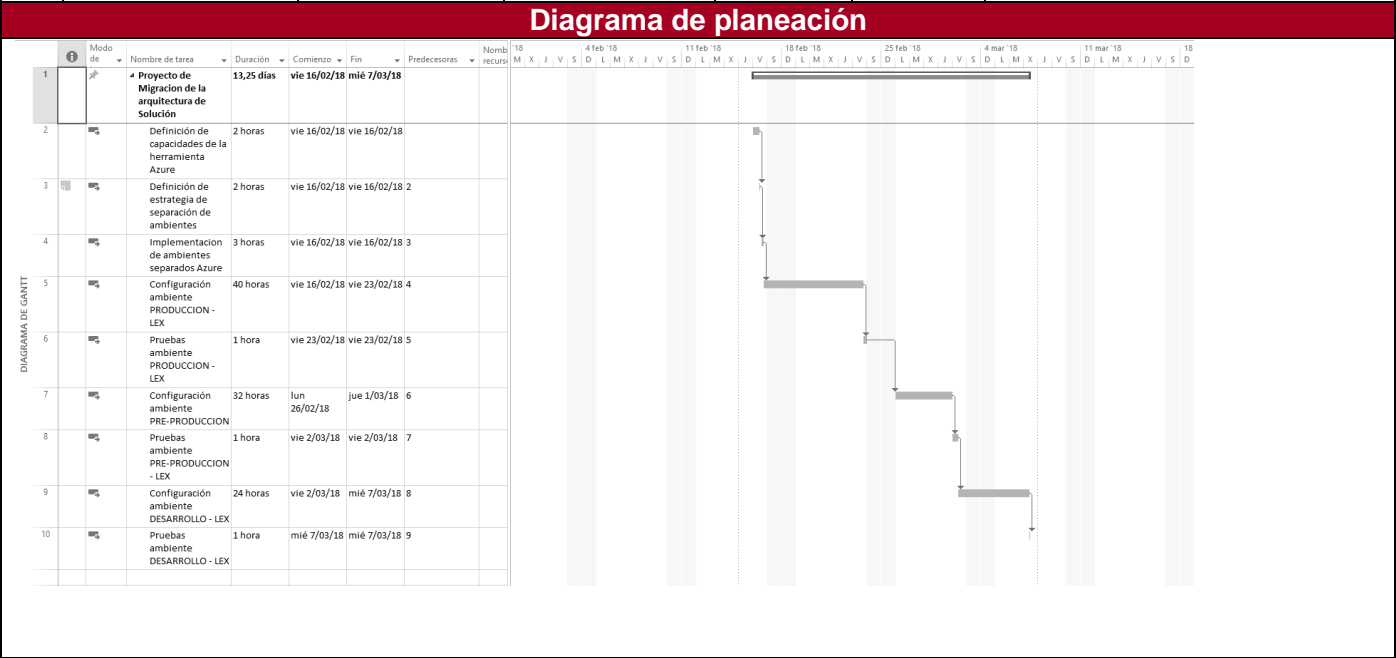 Diagrama de planeación
Modo
de
Nombre de tarea
Duración
Comienzo
Fin
Predecesoras
Nomb
recurs
'18
4 feb '18
11 feb '18
18 feb '18
25 feb '18
4 mar '18
11 mar '18
18
M X J V S D L M X J V S D L M X J V S D L M X J V S D L M X J V S D L M X J V S D L M X J V S D
1
Proyecto de
Migracion de la
arquitectura de
Solución
13,25 días
vie 16/02/18
mié 7/03/18
2
Definición de
capacidades de la
herramienta
Azure
2 horas
vie 16/02/18
vie 16/02/18
3
Definición de
estrategia de
separación de
ambientes
2 horas
vie 16/02/18
vie 16/02/18
2
4
Implementacion
de ambientes
separados Azure
3 horas
vie 16/02/18
vie 16/02/18
3
5
Configuración
ambiente
PRODUCCION -
LEX
40 horas
vie 16/02/18
vie 23/02/18
4
6
Pruebas
ambiente
PRODUCCION -
LEX
1 hora
vie 23/02/18
vie 23/02/18
5
7
Configuración
ambiente
PRE-PRODUCCION
32 horas
lun
26/02/18
jue 1/03/18
6
8
Pruebas
ambiente
PRE-PRODUCCION
- LEX
1 hora
vie 2/03/18
vie 2/03/18
7
9
Configuración
ambiente
DESARROLLO - LEX
24 horas
vie 2/03/18
mié 7/03/18
8
10
Pruebas
ambiente
DESARROLLO - LEX
1 hora
mié 7/03/18
mié 7/03/18
9
DIAGRAMA DE GANTT